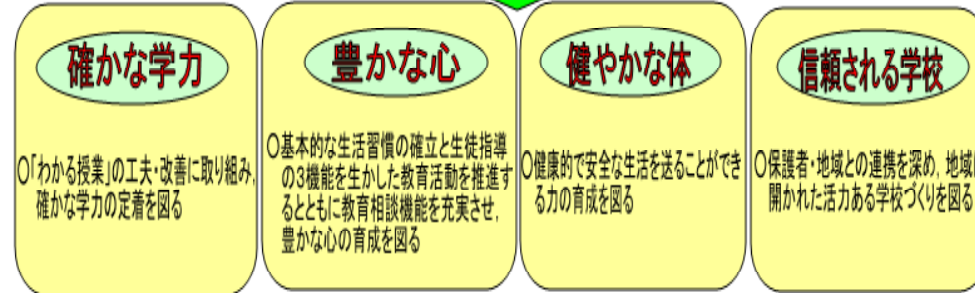 確かな学力
〇「わかる授業」の工夫・改善に取り組み,
確かな学力の定着を図る
豊かな心
〇基本的な生活習慣の確立と生徒指導
の3機能を生かした教育活動を推進す
るとともに教育相談機能を充実させ,
豊かな心の育成を図る
健やかな体
〇健康的で安全な生活を送ることができ
る力の育成を図る
信頼される学校
〇保護者・地域との連携を深め, 地域に
開かれた活力ある学校づくりを図る